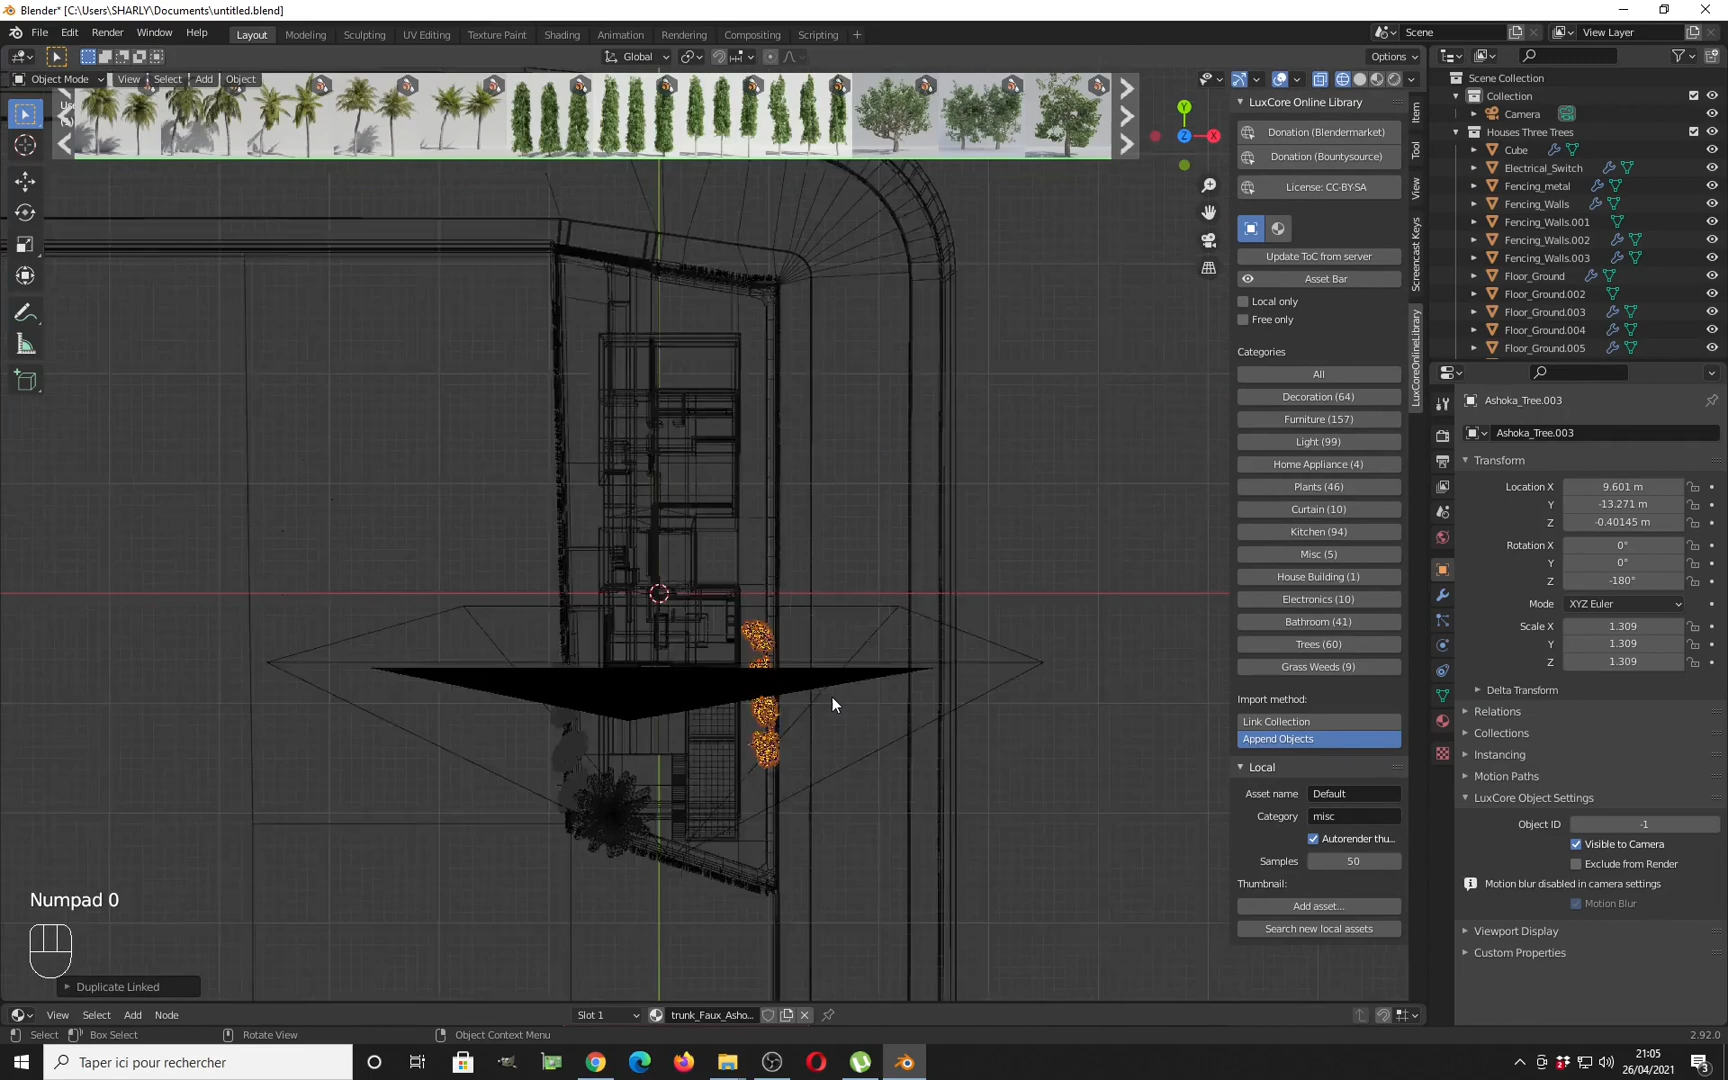 Blender* [C:\Users\SHARLY\Documents\untitled.blend]
File Edit Render Window Help Layout Modeling Sculpting UV Editing Texture Paint Shading Animation Rendering Compositing Scripting + Scene View Layer
Global Options
Object Mode View Select Add Object
LuxCore Online Library
Donation (Blendermarket)
Donation (Bountysource)
License: CC-BY-SA
Update ToC from server
Asset Bar
Local only
Free only
Categories
All
Decoration (64)
Furniture (157)
Light (99)
Home Appliance (4)
Plants (46)
Curtain (10)
Kitchen (94)
Misc (5)
House Building (1)
Electronics (10)
Bathroom (41)
Trees (60)
Grass Weeds (9)
Import method:
Link Collection
Append Objects
Local
Asset name Default
Category misc
Autorender thu...
Samples 50
Thumbnail:
Add asset...
Search new local assets
Item
Tool
View
Screencast Keys
LuxCoreOnlineLibrary
Y
Z
X
Scene Collection
Collection
Camera
Houses Three Trees
Cube
Electrical_Switch
Fencing_metal
Fencing_Walls
Fencing_Walls.001
Fencing_Walls.002
Fencing_Walls.003
Floor_Ground
Floor_Ground.002
Floor_Ground.003
Floor_Ground.004
Floor_Ground.005
Ashoka_Tree.003
Ashoka_Tree.003
Transform
Location X 9.601 m
Y -13.271 m
Z -0.40145 m
Rotation X 0°
Y 0°
Z -180°
Mode XYZ Euler
Scale X 1.309
Y 1.309
Z 1.309
Delta Transform
Relations
Collections
Instancing
Motion Paths
LuxCore Object Settings
Object ID -1
Visible to Camera
Exclude from Render
Motion blur disabled in camera settings
Motion Blur
Viewport Display
Custom Properties
Numpad 0
Duplicate Linked
View Select Add Node Slot 1 trunk_Faux_Asho...
Select Box Select Rotate View Object Context Menu 2.92.0
Taper ici pour rechercher
21:05
26/04/2021
3